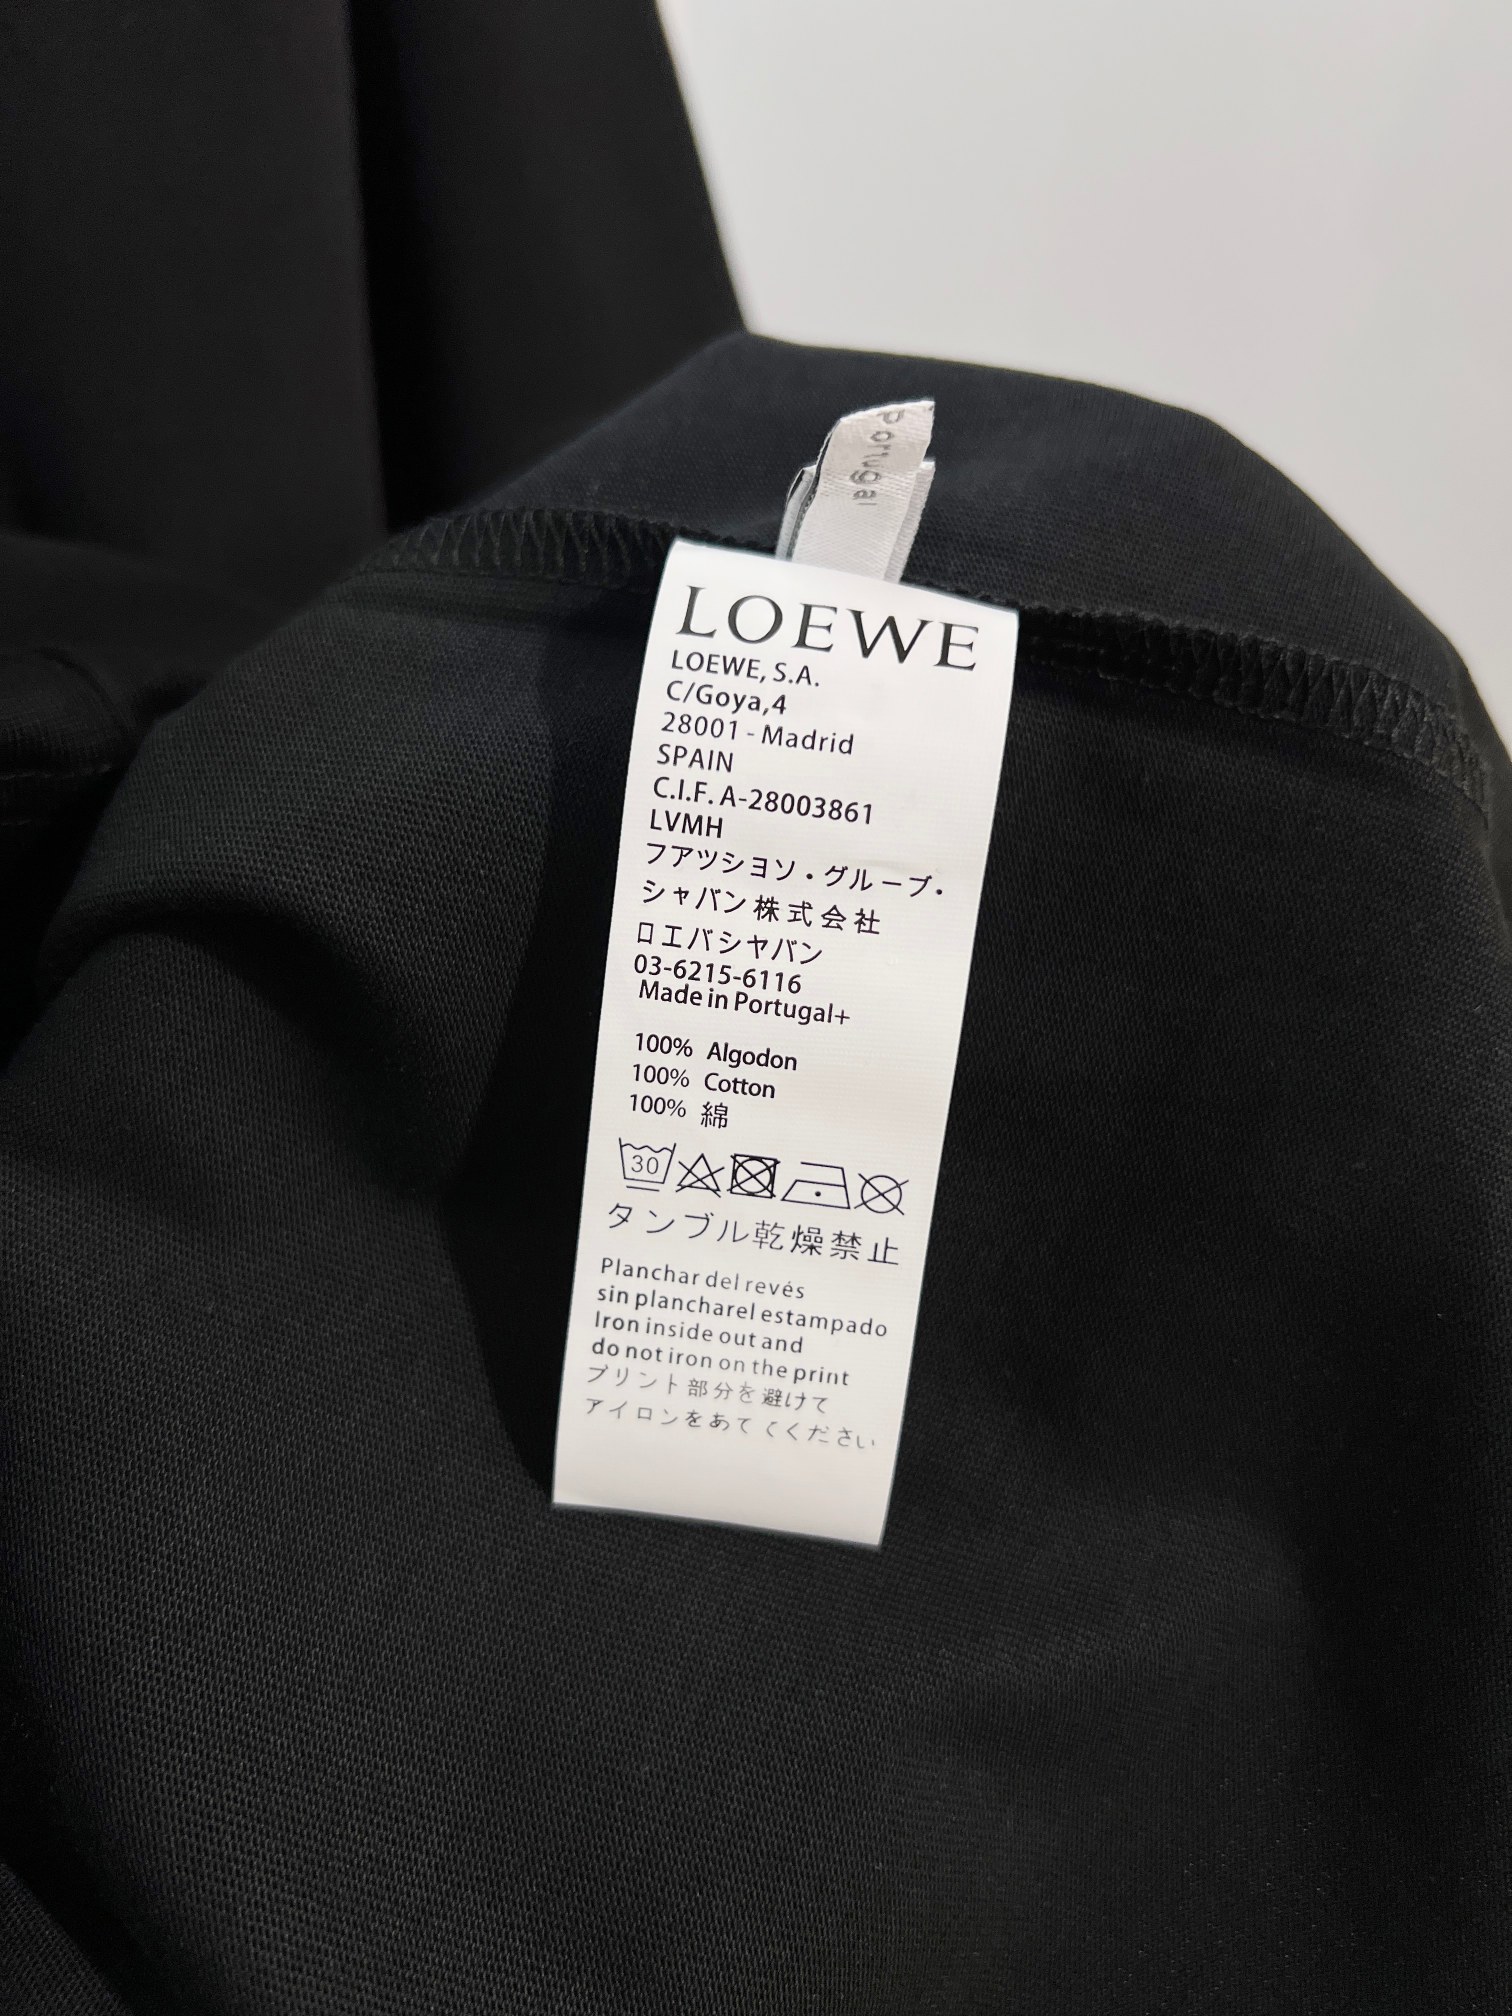 Portugal
LOEWE
LOEWE, S.A.
C/Goya,4
28001 - Madrid
SPAIN
C.I.F. A-28003861
LVMH
フアツシヨソ・グループ・
シャバン株式会社
ロエバシヤバン
03-6215-6116
Made in Portugal+
100% Algodon
100% Cotton
100% 綿
30
タンブル乾燥禁止
Planchar del revés
sin plancharel estampado
Iron inside out and
do not iron on the print
プリント部分を避けて
アイロンをあててください